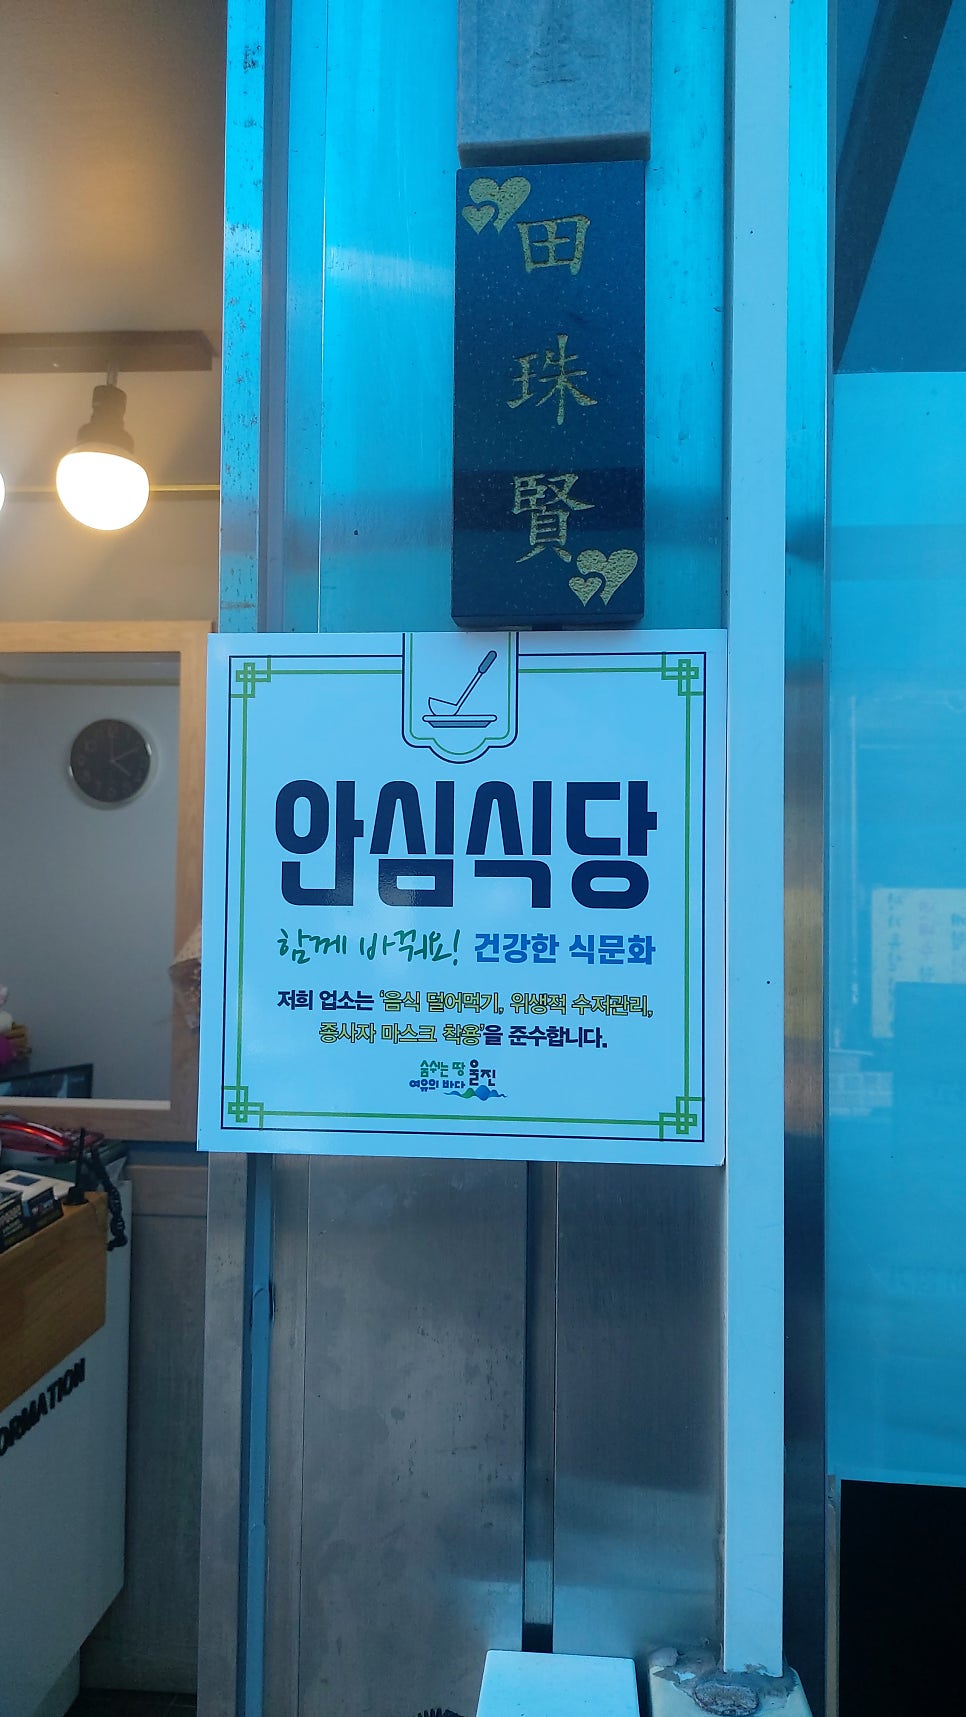 田
珠
賢
안심식당
함께 바꿔요! 건강한 식문화
저희 업소는 '음식 덜어먹기, 위생적 수저관리,
종사자 마스크 착용'을 준수합니다.
숨쉬는 땅
여유의 바다 울진
ORMATION